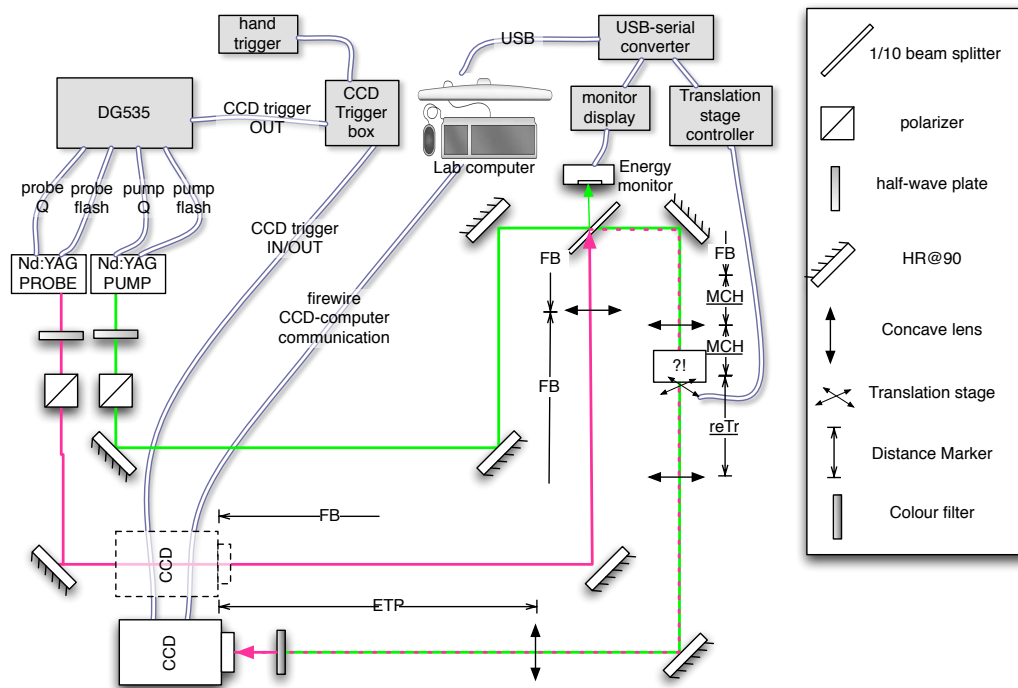 hand
trigger
USB
USB-serial
converter
1/10 beam splitter
DG535
CCD trigger
OUT
CCD
Trigger
box
monitor
display
Translation
stage
controller
polarizer
Lab computer
Energy
monitor
probe
Q
probe
flash
pump
Q
pump
flash
half-wave plate
CCD trigger
IN/OUT
Nd:YAG
PROBE
Nd:YAG
PUMP
FB
FB
HR@90
firewire
CCD-computer
communication
MCH
MCH
Concave lens
?!
FB
Translation stage
reTr
Distance Marker
FB
Colour filter
CCD
ETP
CCD